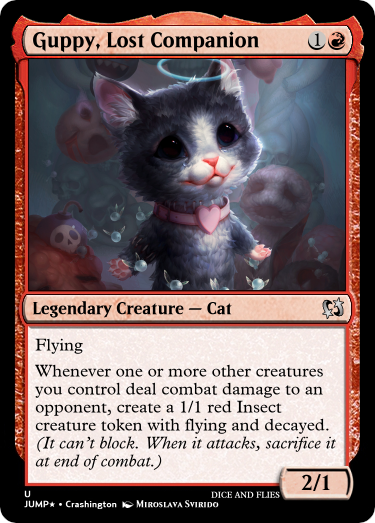 Guppy, Lost Companion 1
Legendary Creature — Cat
Flying
Whenever one or more other creatures
you control deal combat damage to an
opponent, create a 1/1 red Insect
creature token with flying and decayed.
(It can't block. When it attacks, sacrifice it
at end of combat.)
2/1
U DICE AND FLIES
JUMP★ • Crashington Miroslava Svirido